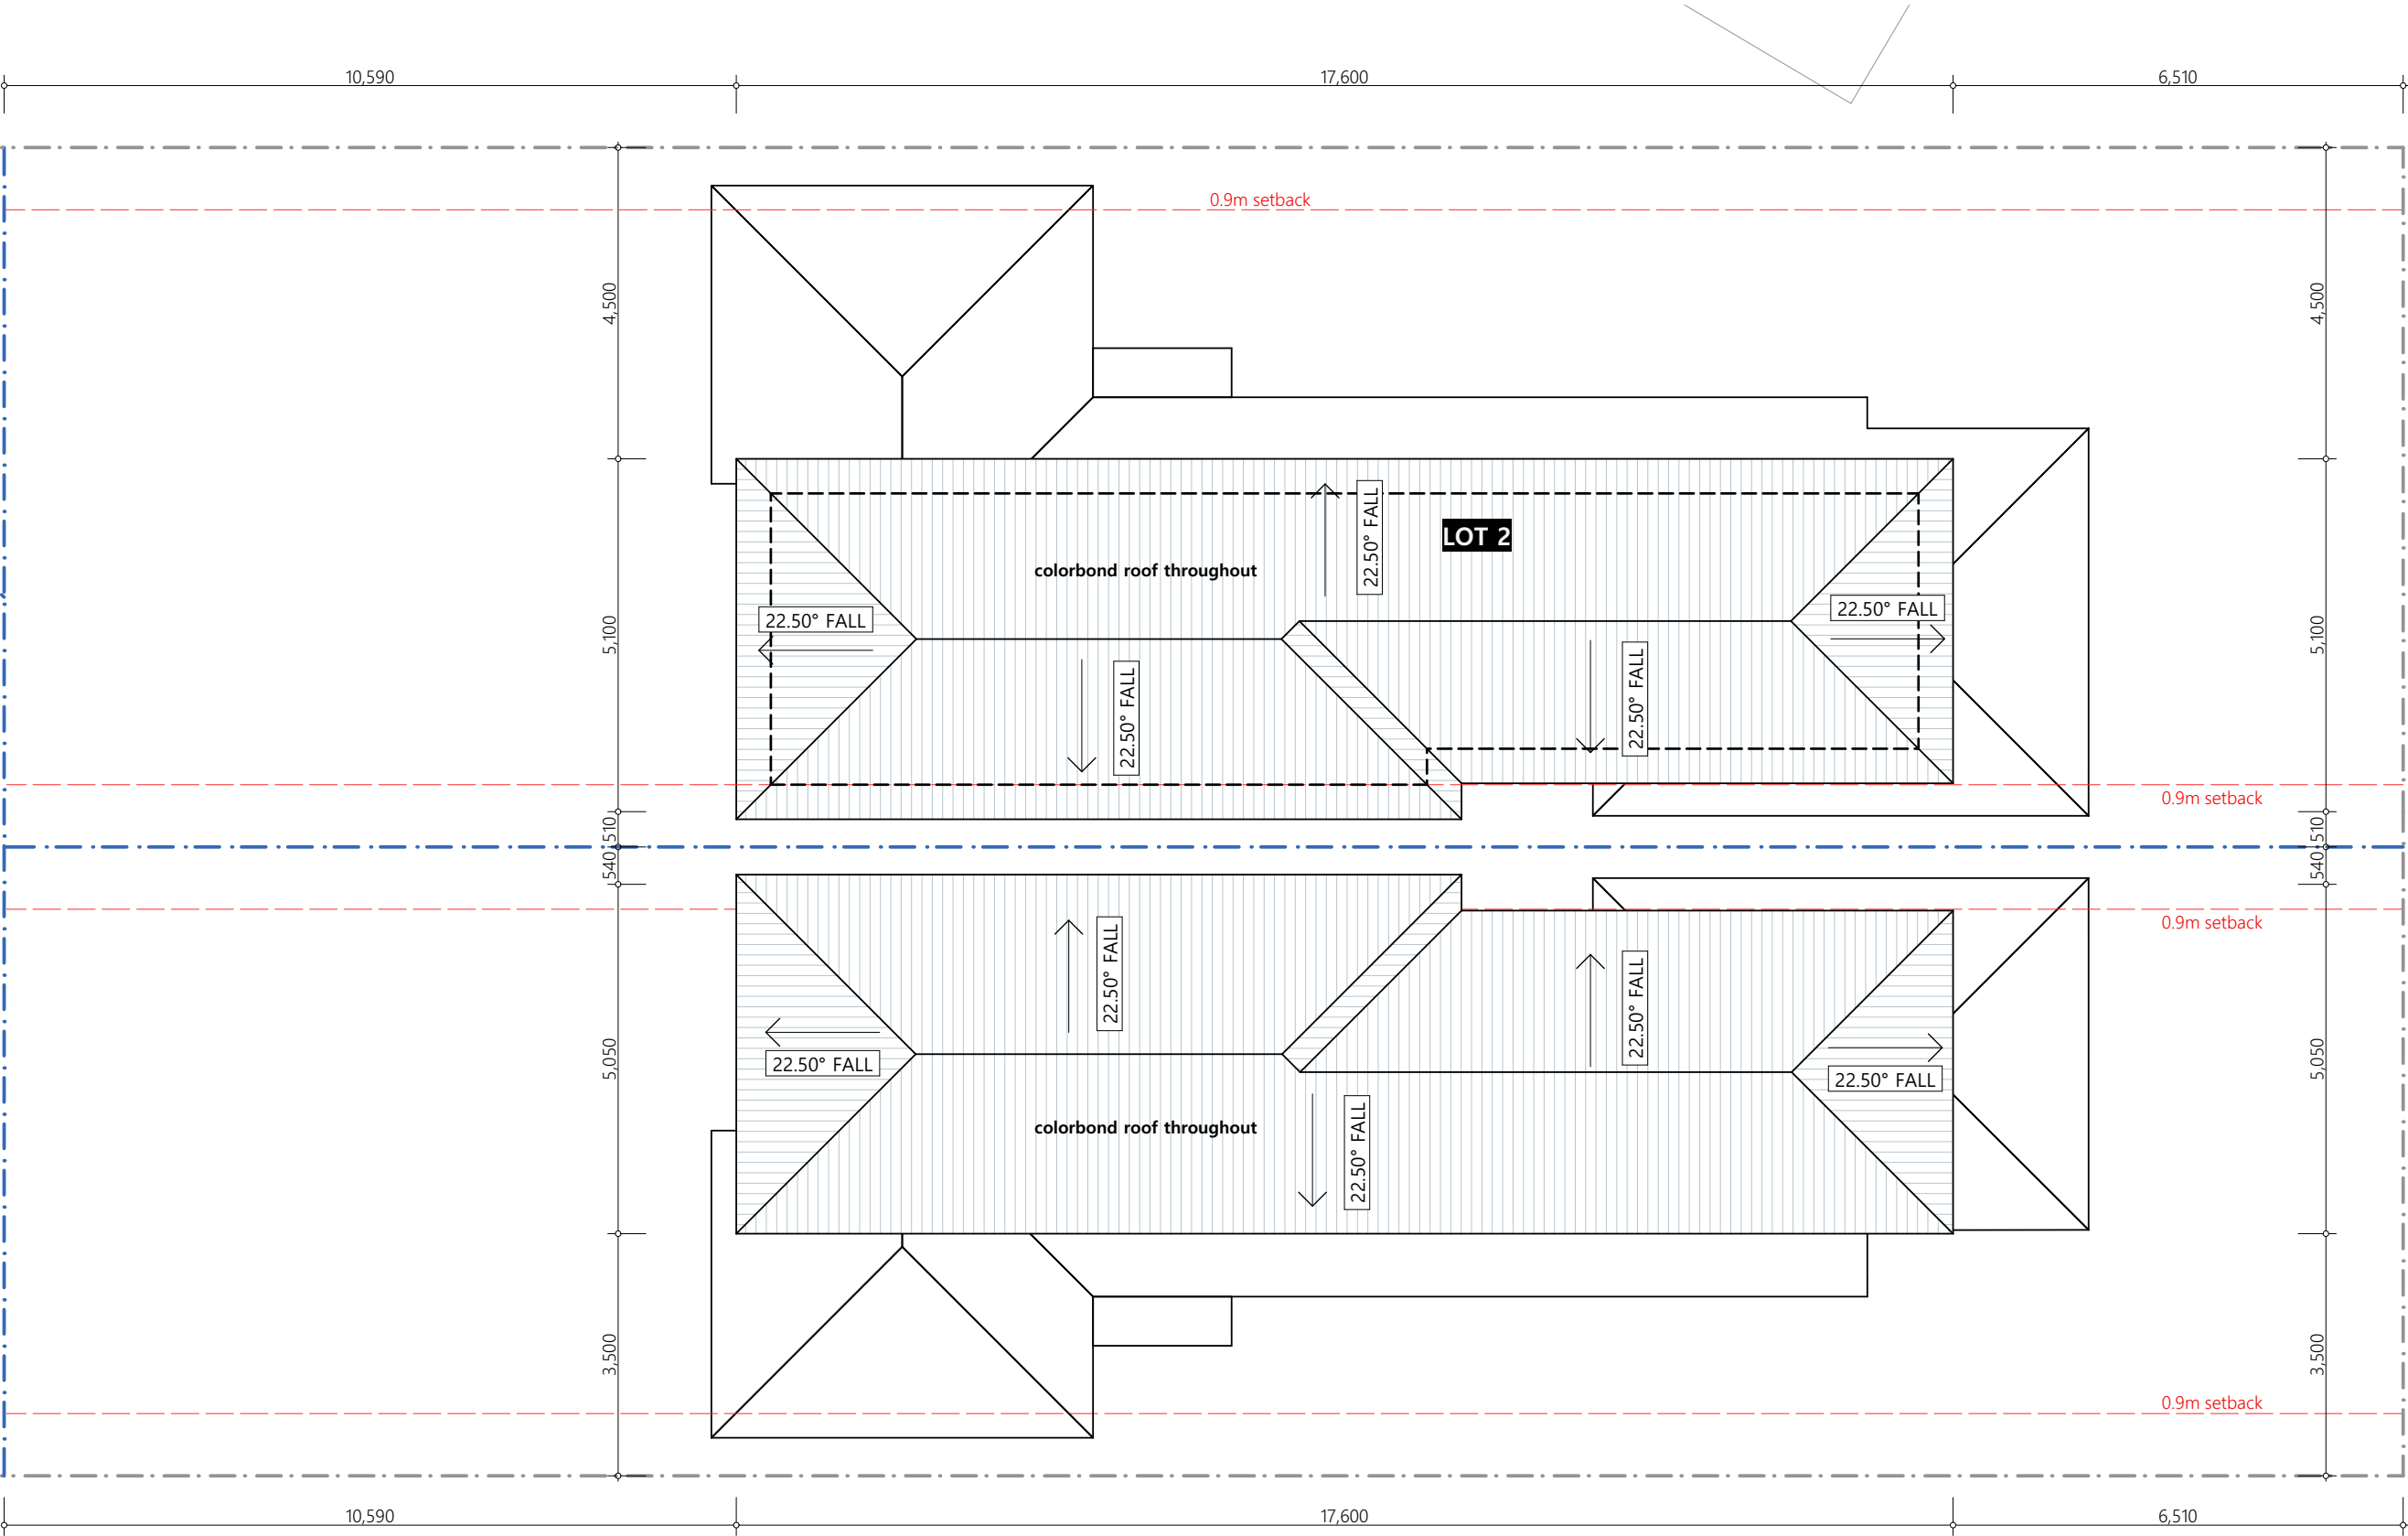 10,590
17,600
6,510
0.9m setback
4,500
4,500
22.50° FALL
LOT 2
colorbond roof throughout
22.50° FALL
22.50° FALL
5,100
5,100
22.50° FALL
22.50° FALL
0.9m setback
510
510
540
540
0.9m setback
22.50° FALL
22.50° FALL
5,050
22.50° FALL
22.50° FALL
5,050
colorbond roof throughout
22.50° FALL
3,500
3,500
0.9m setback
10,590
17,600
6,510